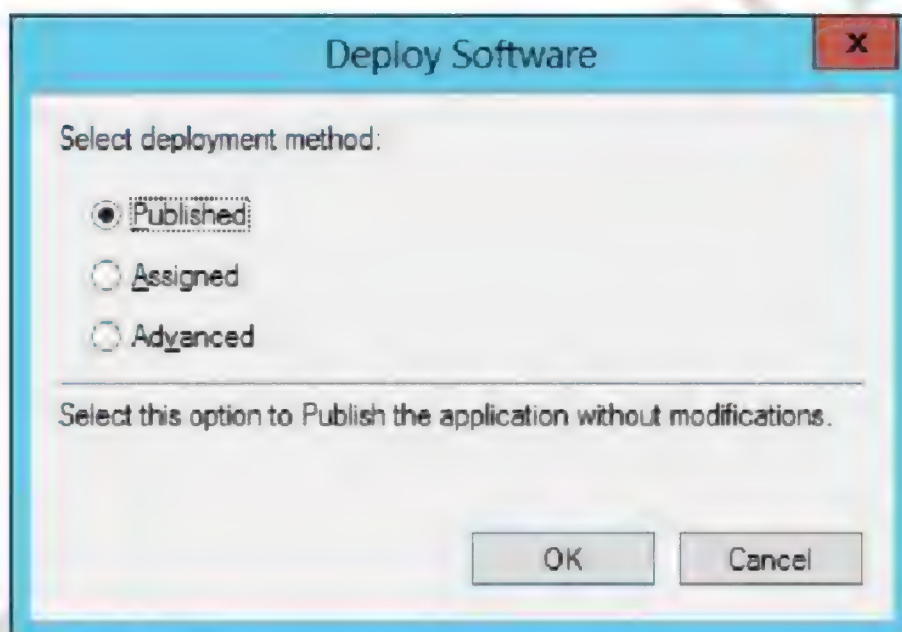 Deploy Software
x
Select deployment method:
Published
Assigned
Advanced
Select this option to Publish the application without modifications.
OK
Cancel